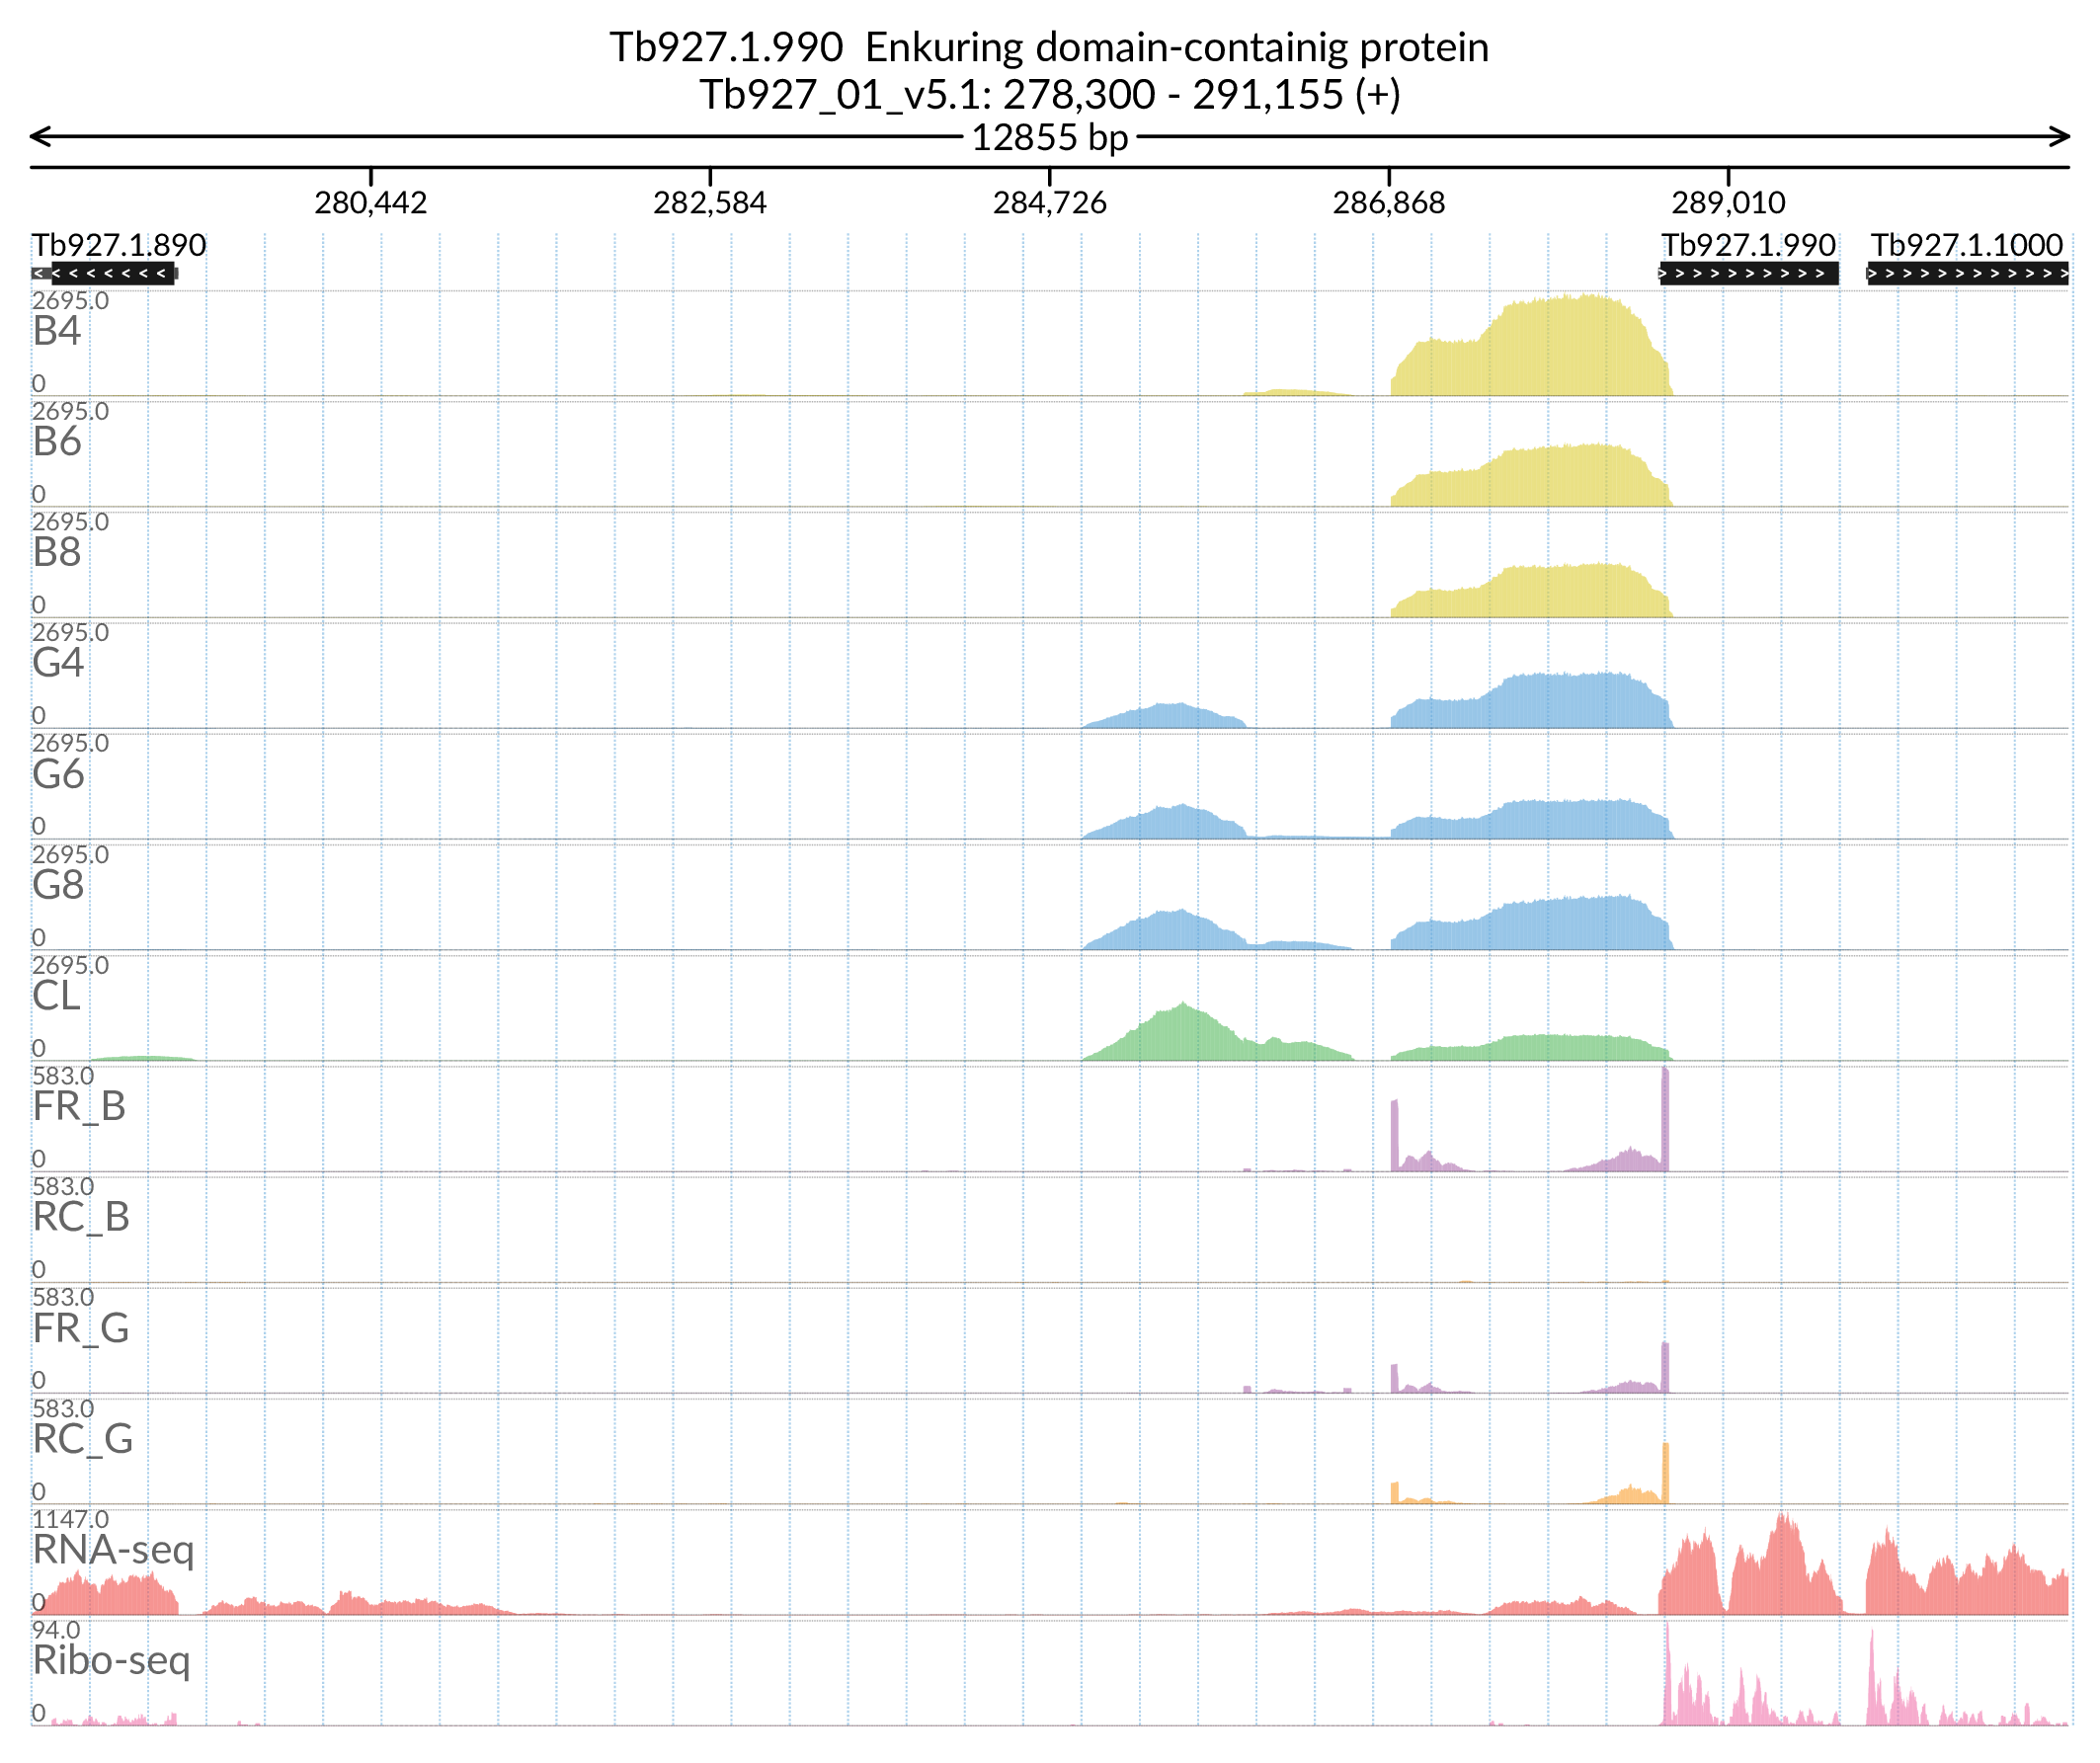 Tb927.1.990 Enkuring domain-containig protein
Tb927_01_v5.1: 278,300 - 291,155 (+)
12855 bp
280,442 282,584 284,726 286,868 289,010
Tb927.1.890 Tb927.1.990 Tb927.1.1000
2695.0
B4
0
2695.0
B6
0
2695.0
B8
0
2695.0
G4
0
2695.0
G6
0
2695.0
G8
0
2695.0
CL
0
583.0
FR_B
0
583.0
RC_B
0
583.0
FR_G
0
583.0
RC_G
0
1147.0
RNA-seq
0
94.0
Ribo-seq
0